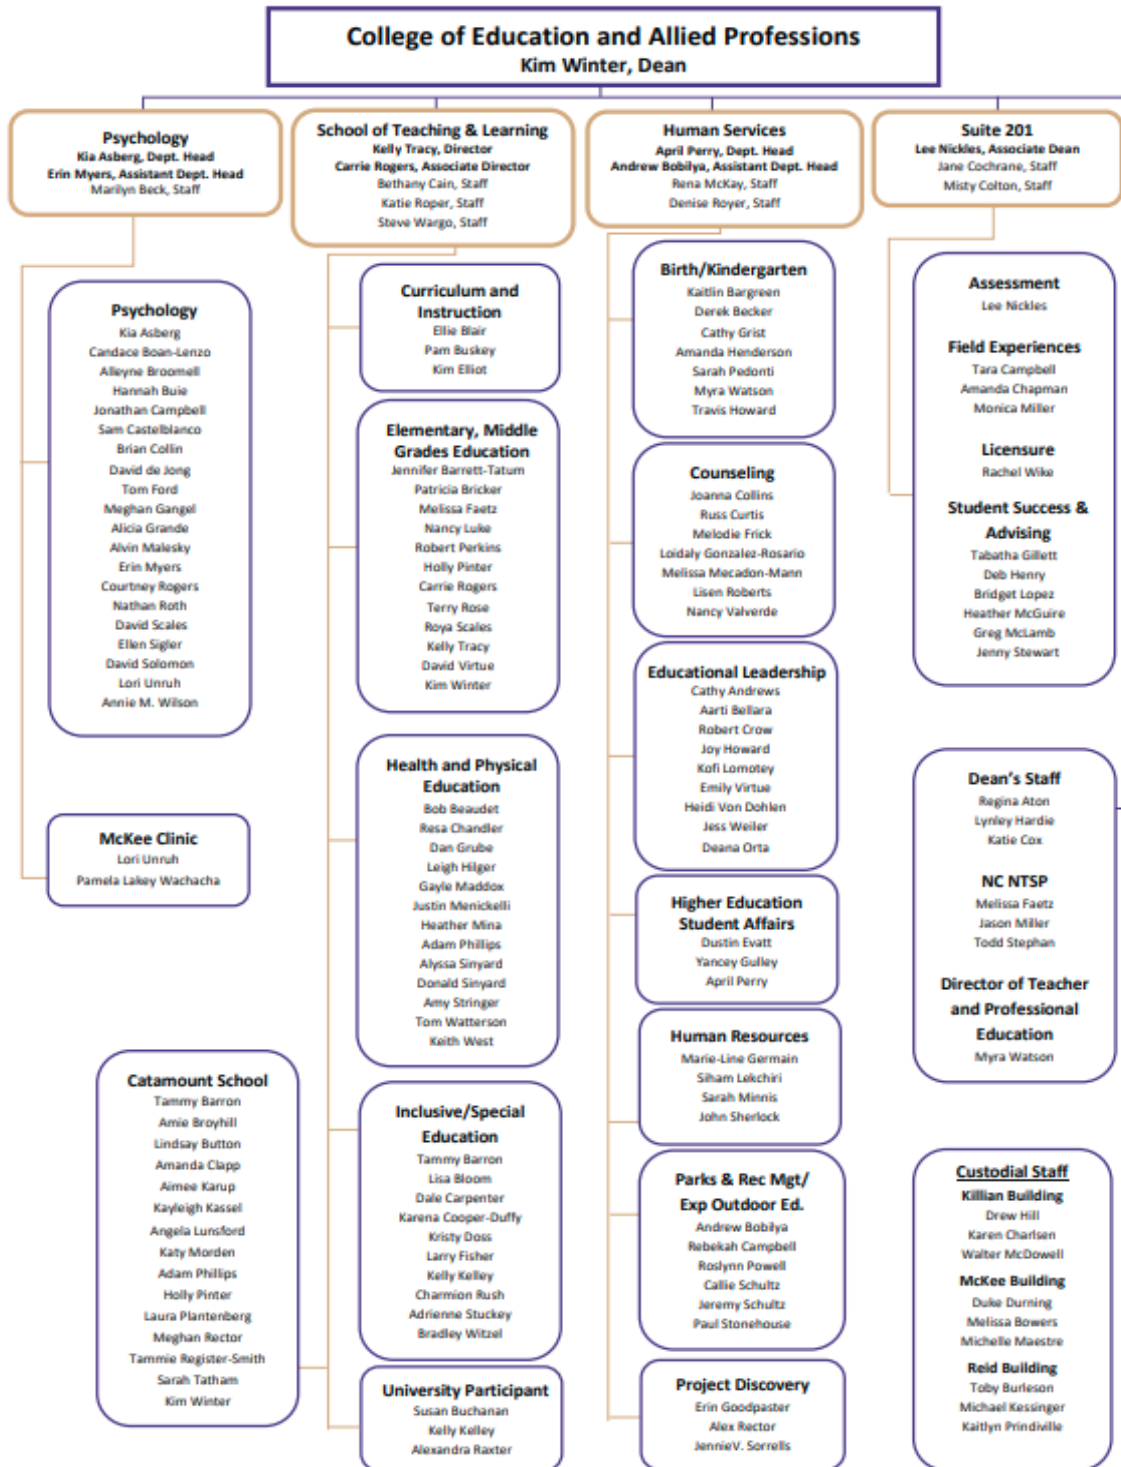 College of Education and Allied Professions
Kim Winter, Dean
Psychology
Kia Asberg, Dept. Head
Erin Myers, Assistant Dept. Head
Marilyn Beck, Staff
Psychology
Kia Asberg
Candace Boan-Lenzo
Alleyne Broomell
Hannah Buie
Jonathan Campbell
Sam Castelblanco
Brian Collin
David de Jong
Tom Ford
Meghan Gangel
Alicia Grande
Alvin Malesky
Erin Myers
Courtney Rogers
Nathan Roth
David Scales
Ellen Sigler
David Solomon
Lori Unruh
Annie M. Wilson
McKee Clinic
Lori Unruh
Pamela Lakey Wachacha
Catamount School
Tammy Barron
Amie Broyhill
Lindsay Button
Amanda Clapp
Aimee Karup
Kayleigh Kassel
Angela Lunsford
Katy Morden
Adam Phillips
Holly Pinter
Laura Plantenberg
Meghan Rector
Tammie Register-Smith
Sarah Tatham
Kim Winter
School of Teaching & Learning
Kelly Tracy, Director
Carrie Rogers, Associate Director
Bethany Cain, Staff
Katie Roper, Staff
Steve Wargo, Staff
Curriculum and
Instruction
Ellie Blair
Pam Buskey
Kim Elliot
Elementary, Middle
Grades Education
Jennifer Barrett-Tatum
Patricia Bricker
Melissa Faetz
Nancy Luke
Robert Perkins
Holly Pinter
Carrie Rogers
Terry Rose
Roya Scales
Kelly Tracy
David Virtue
Kim Winter
Health and Physical
Education
Bob Beaudet
Resa Chandler
Dan Grube
Leigh Hilger
Gayle Maddox
Justin Menickelli
Heather Mina
Adam Phillips
Alyssa Sinyard
Donald Sinyard
Amy Stringer
Tom Watterson
Keith West
Inclusive/Special
Education
Tammy Barron
Lisa Bloom
Dale Carpenter
Karena Cooper-Duffy
Kristy Doss
Larry Fisher
Kelly Kelley
Charmion Rush
Adrienne Stuckey
Bradley Witzel
University Participant
Susan Buchanan
Kelly Kelley
Alexandra Raxter
Human Services
April Perry, Dept. Head
Andrew Bobilya, Assistant Dept. Head
Rena McKay, Staff
Denise Royer, Staff
Birth/Kindergarten
Kaitlin Bargreen
Derek Becker
Cathy Grist
Amanda Henderson
Sarah Pedonti
Myra Watson
Travis Howard
Counseling
Joanna Collins
Russ Curtis
Melodie Frick
Loidaly Gonzalez-Rosario
Melissa Mecadon-Mann
Lisen Roberts
Nancy Valverde
Educational Leadership
Cathy Andrews
Aarti Bellara
Robert Crow
Joy Howard
Kofi Lomotey
Emily Virtue
Heidi Von Dohlen
Jess Weiler
Deana Orta
Higher Education
Student Affairs
Dustin Evatt
Yancey Gulley
April Perry
Human Resources
Marie-Line Germain
Siham Lekchiri
Sarah Minnis
John Sherlock
Parks & Rec Mgt/
Exp Outdoor Ed.
Andrew Bobilya
Rebekah Campbell
Roslynn Powell
Callie Schultz
Jeremy Schultz
Paul Stonehouse
Project Discovery
Erin Goodpaster
Alex Rector
JennieV. Sorrells
Suite 201
Lee Nickles, Associate Dean
Jane Cochrane, Staff
Misty Colton, Staff
Assessment
Lee Nickles
Field Experiences
Tara Campbell
Amanda Chapman
Monica Miller
Licensure
Rachel Wike
Student Success &
Advising
Tabatha Gillett
Deb Henry
Bridget Lopez
Heather McGuire
Greg McLamb
Jenny Stewart
Dean's Staff
Regina Aton
Lynley Hardie
Katie Cox
NC NTSP
Melissa Faetz
Jason Miller
Todd Stephan
Director of Teacher
and Professional
Education
Myra Watson
Custodial Staff
Killian Building
Drew Hill
Karen Charlsen
Walter McDowell
McKee Building
Duke Durning
Melissa Bowers
Michelle Maestre
Reid Building
Toby Burleson
Michael Kessinger
Kaitlyn Prindiville